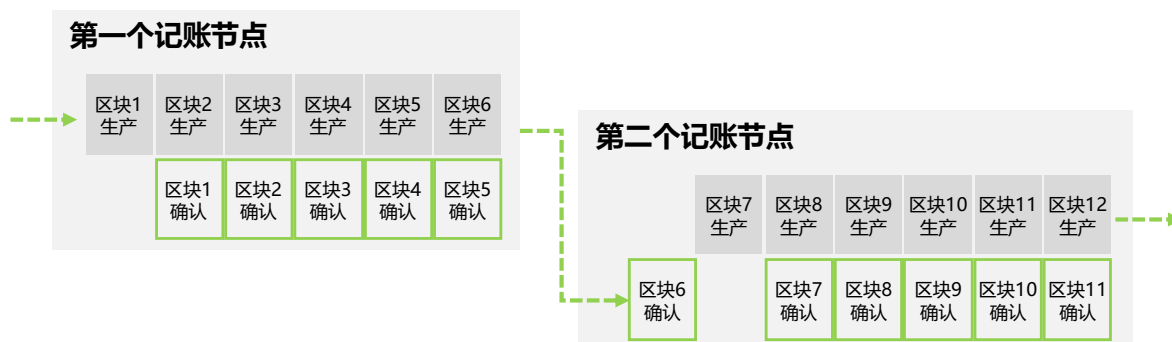 第一个记账节点
区块1 区块2 区块3 区块4 区块5 区块6
生产 生产 生产 生产 生产 生产
区块1 区块2 区块3 区块4 区块5
确认 确认 确认 确认 确认
第二个记账节点
区块7 区块8 区块9 区块10 区块11 区块12
生产 生产 生产 生产 生产 生产
区块6 区块7 区块8 区块9 区块10 区块11
确认 确认 确认 确认 确认 确认